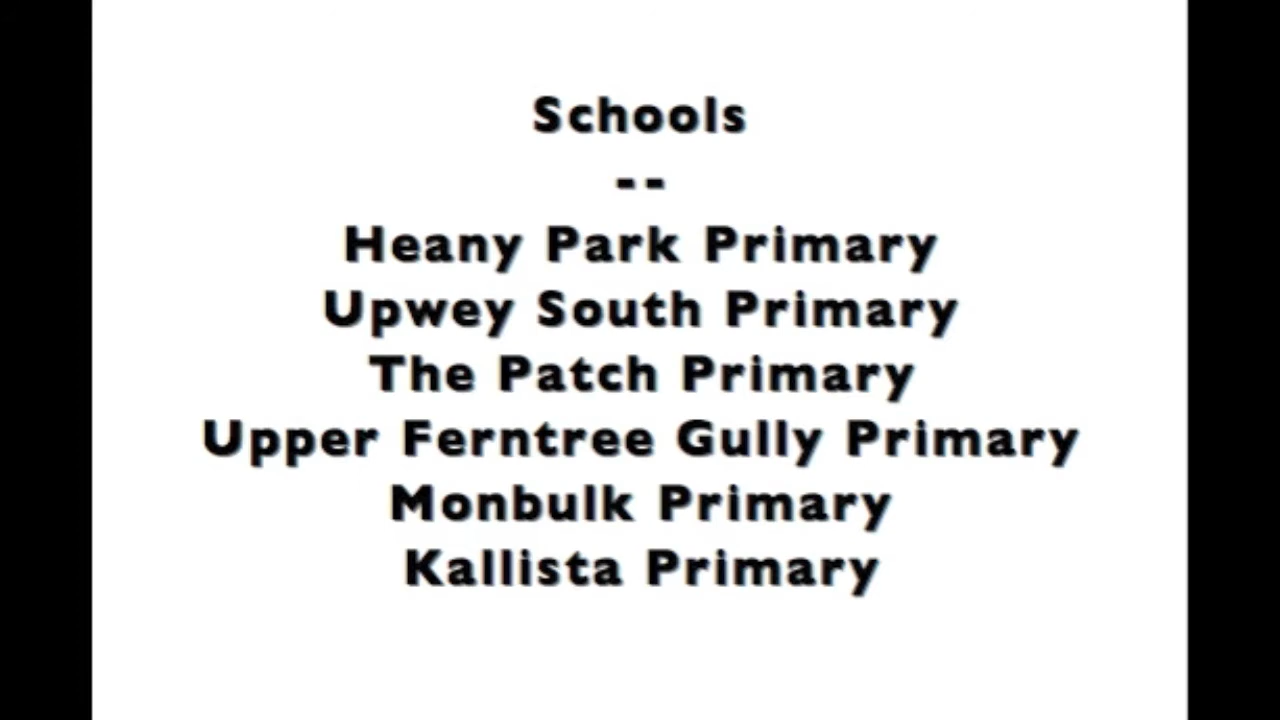 Schools
--
Heany Park Primary
Upwey South Primary
The Patch Primary
Upper Ferntree Gully Primary
Monbulk Primary
Kallista Primary